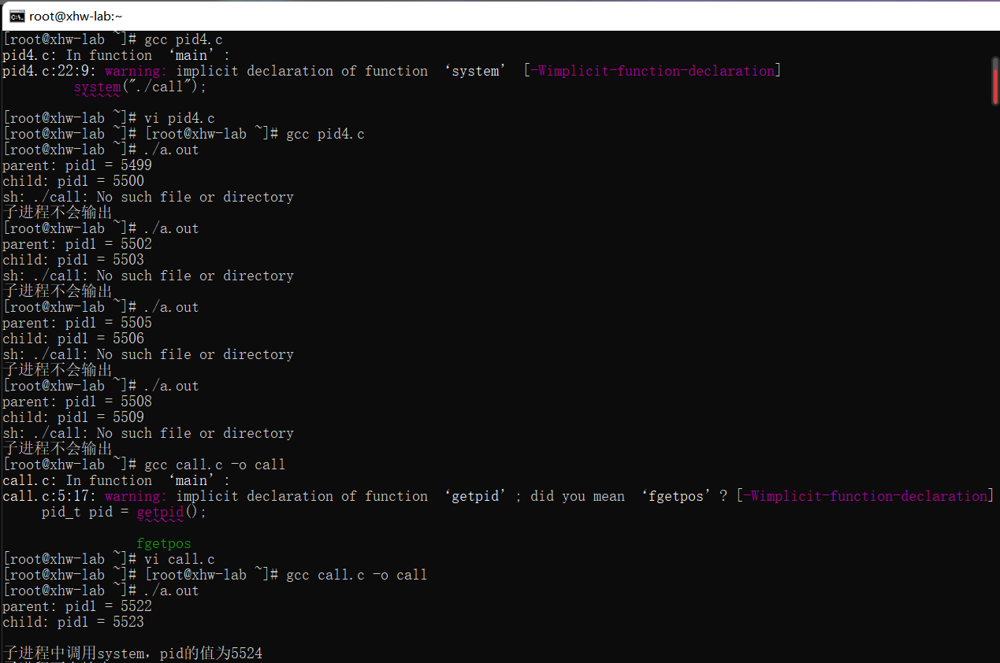 root@xhw-lab:~
[root@xhw-lab ~]# gcc pid4.c
pid4.c: In function ‘main’:
pid4.c:22:9: warning: implicit declaration of function ‘system’ [-Wimplicit-function-declaration]
system("./call");
[root@xhw-lab ~]# vi pid4.c
[root@xhw-lab ~]# [root@xhw-lab ~]# gcc pid4.c
[root@xhw-lab ~]# ./a.out
parent: pid1 = 5499
child: pid1 = 5500
sh: ./call: No such file or directory
子进程不会输出
[root@xhw-lab ~]# ./a.out
parent: pid1 = 5502
child: pid1 = 5503
sh: ./call: No such file or directory
子进程不会输出
[root@xhw-lab ~]# ./a.out
parent: pid1 = 5505
child: pid1 = 5506
sh: ./call: No such file or directory
子进程不会输出
[root@xhw-lab ~]# ./a.out
parent: pid1 = 5508
child: pid1 = 5509
sh: ./call: No such file or directory
子进程不会输出
[root@xhw-lab ~]# gcc call.c -o call
call.c: In function ‘main’:
call.c:5:17: warning: implicit declaration of function ‘getpid’; did you mean ‘fgetpos’? [-Wimplicit-function-declaration]
pid_t pid = getpid();
fgetpos
[root@xhw-lab ~]# vi call.c
[root@xhw-lab ~]# [root@xhw-lab ~]# gcc call.c -o call
[root@xhw-lab ~]# ./a.out
parent: pid1 = 5522
child: pid1 = 5523
子进程中调用system，pid的值为5524